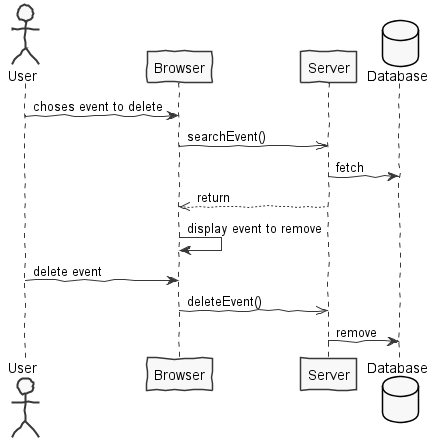 User
Browser
Server
Database
choses event to delete
searchEvent()
fetch
return
display event to remove
delete event
deleteEvent()
remove
User
Browser
Server
Database